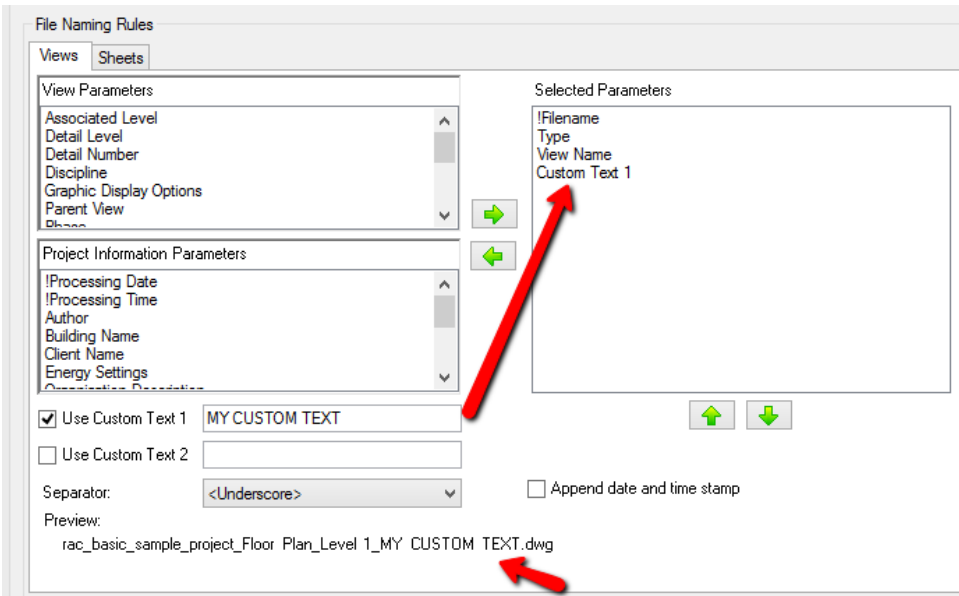 File Naming Rules
Views Sheets
View Parameters
Associated Level
Detail Level
Detail Number
Discipline
Graphic Display Options
Parent View
Phase
Project Information Parameters
!Processing Date
!Processing Time
Author
Building Name
Client Name
Energy Settings
Organization Description
Use Custom Text 1 MY CUSTOM TEXT
Use Custom Text 2
Separator: <Underscore>
Preview:
rac_basic_sample_project_Floor Plan_Level 1_MY CUSTOM TEXT.dwg
Selected Parameters
!Filename
Type
View Name
Custom Text 1
Append date and time stamp